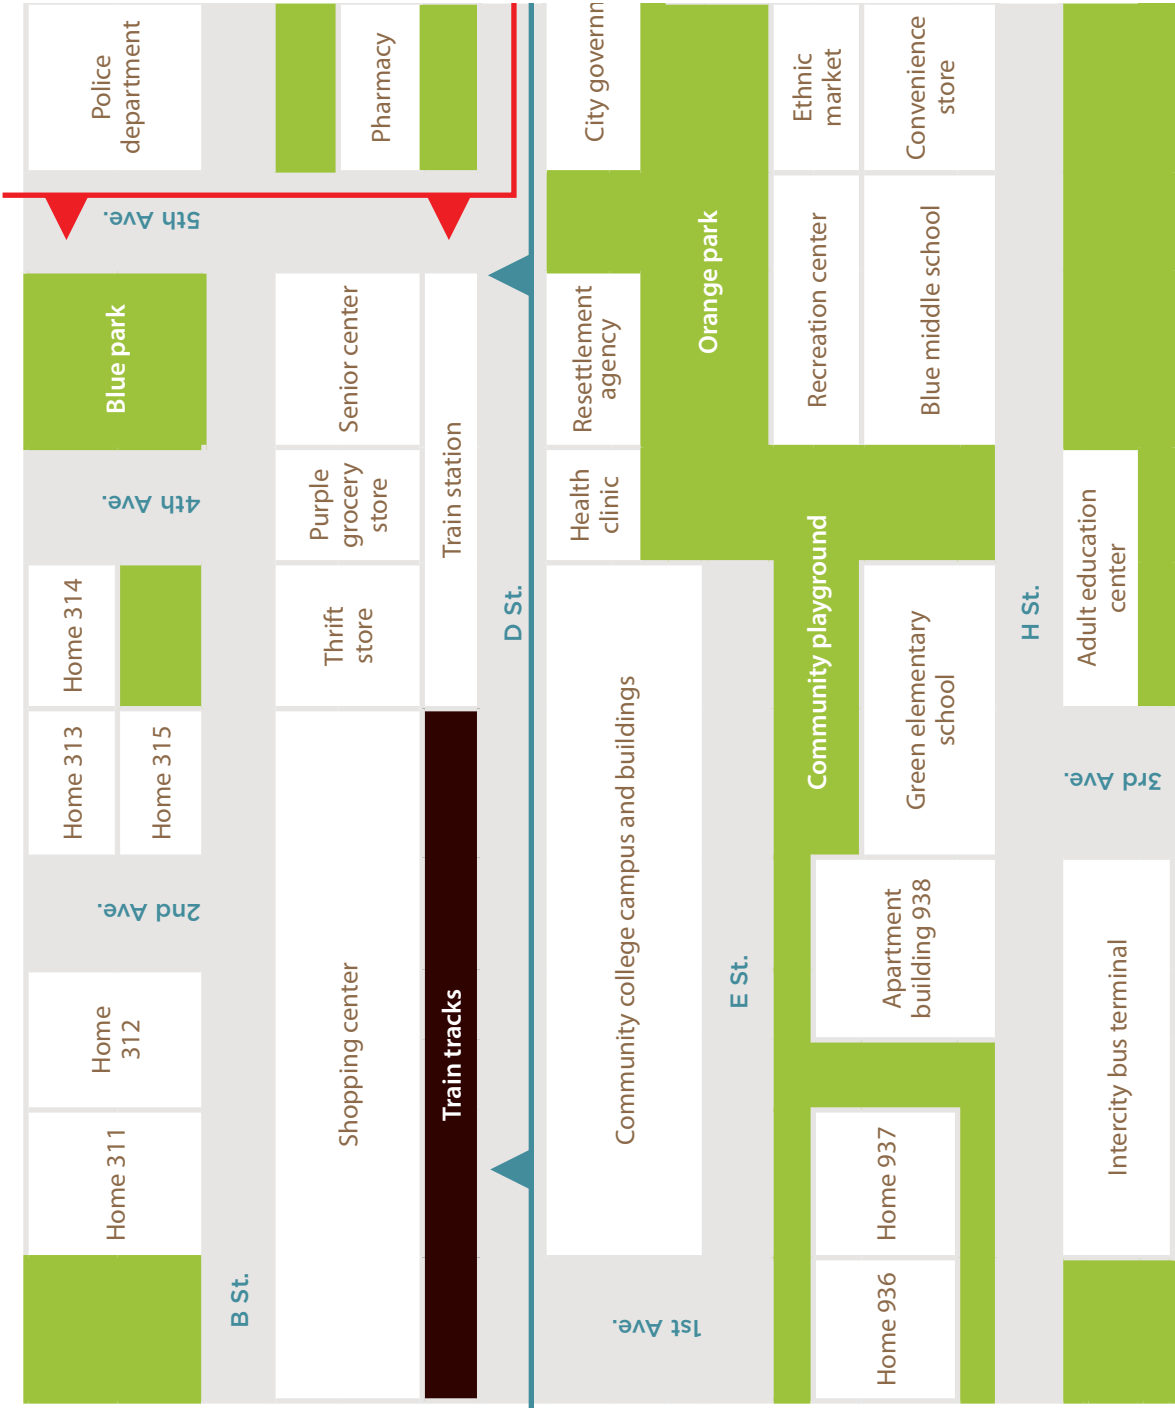 Police
department
Pharmacy
City governm
Ethnic
market
Convenience
store
5th Ave.
Blue park
Senior center
Train station
Resettlement
agency
Orange park
Recreation center
Blue middle school
4th Ave.
Purple
grocery
store
Health
clinic
Home 314
Thrift
store
D St.
Community playground
H St.
Adult education
center
Home 313
Home 315
Green elementary
school
3rd Ave.
2nd Ave.
Home
312
Shopping center
Train tracks
Community college campus and buildings
E St.
Apartment
building 938
Intercity bus terminal
Home 311
Home 937
B St.
1st Ave.
Home 936